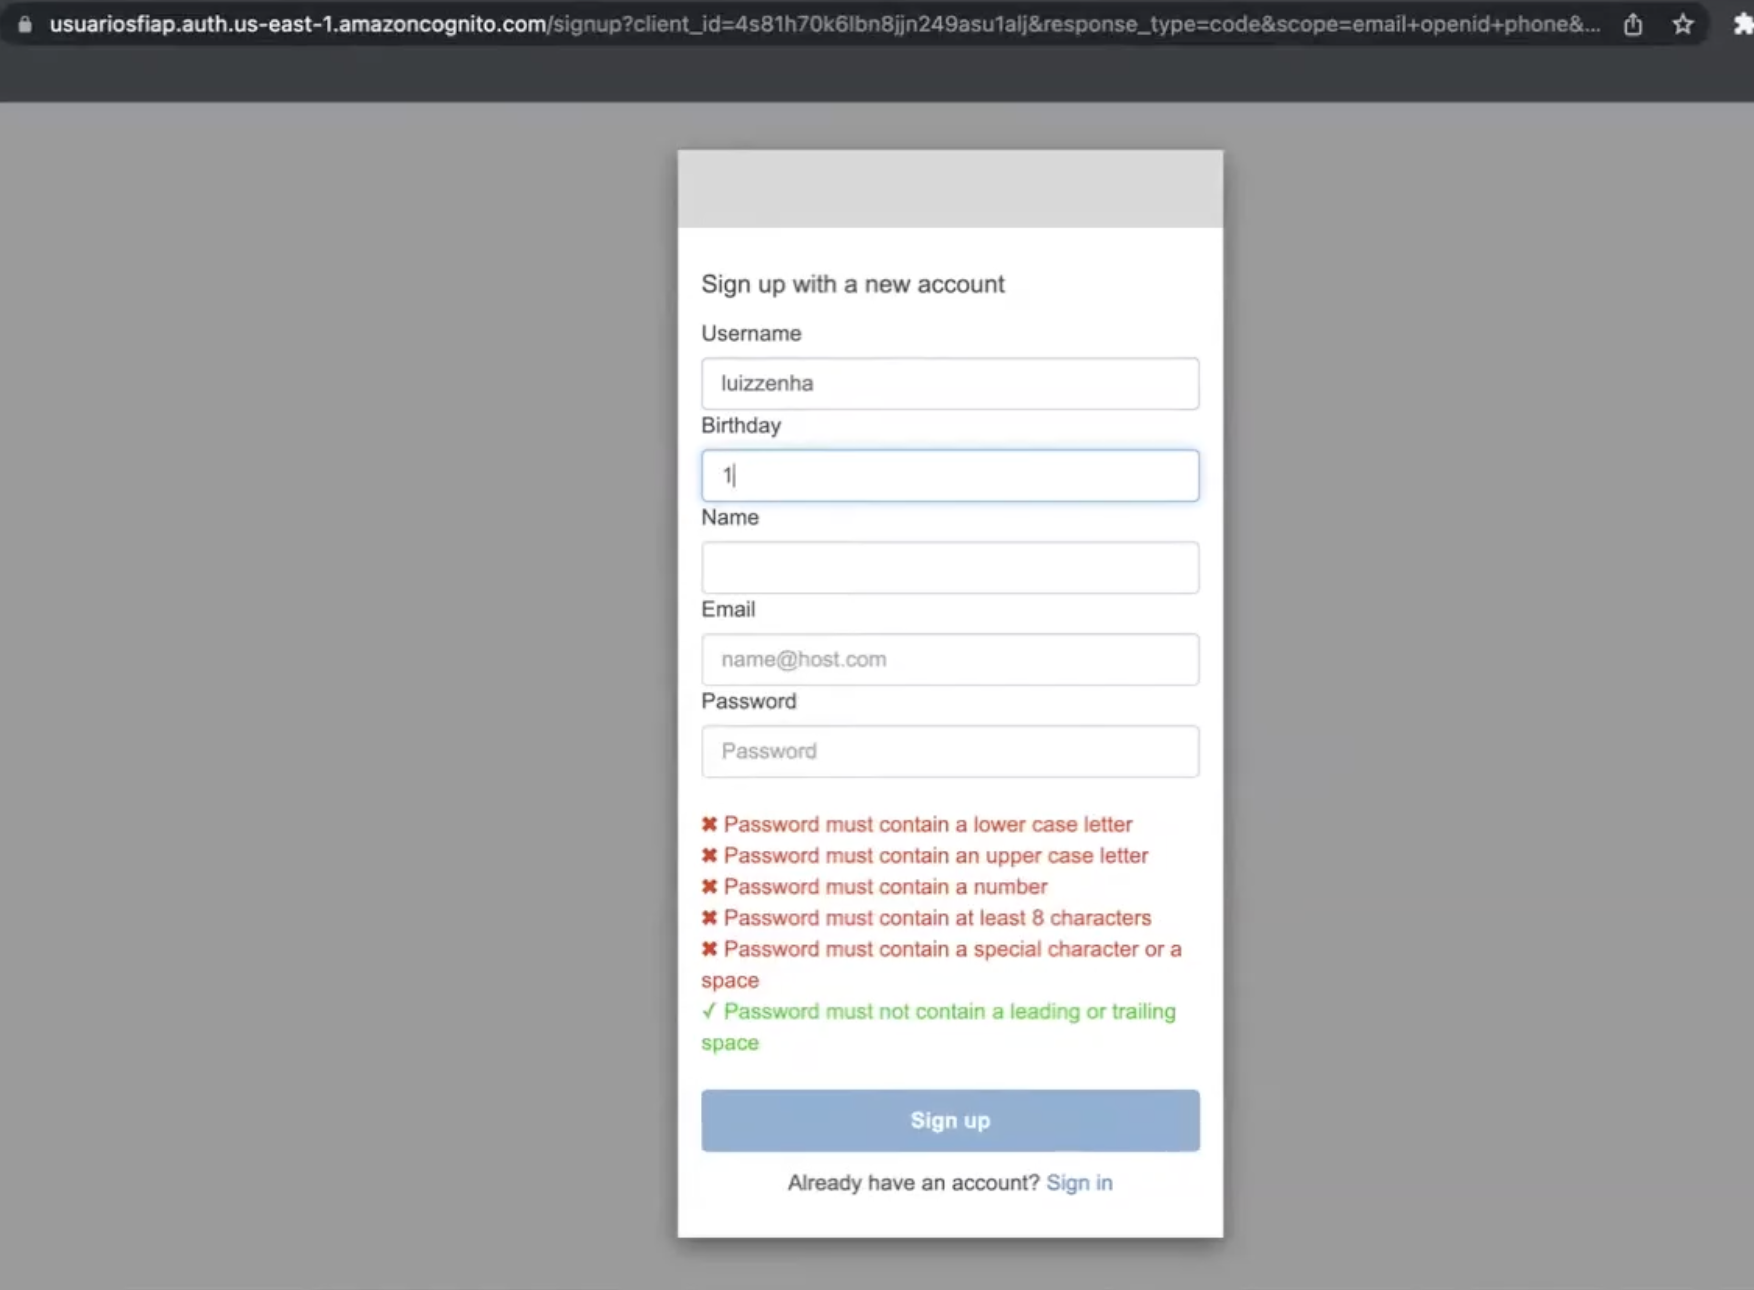 usuariosfiap.auth.us-east-1.amazoncognito.com/signup?client_id=4s81h70k6lbn8jjn249asu1alj&response_type=code&scope=email+openid+phone&...
Sign up with a new account
Username
luizzenha
Birthday
1
Name
Email
name@host.com
Password
Password
✖ Password must contain a lower case letter
✖ Password must contain an upper case letter
✖ Password must contain a number
✖ Password must contain at least 8 characters
✖ Password must contain a special character or a
space
✓ Password must not contain a leading or trailing
space
Sign up
Already have an account? Sign in